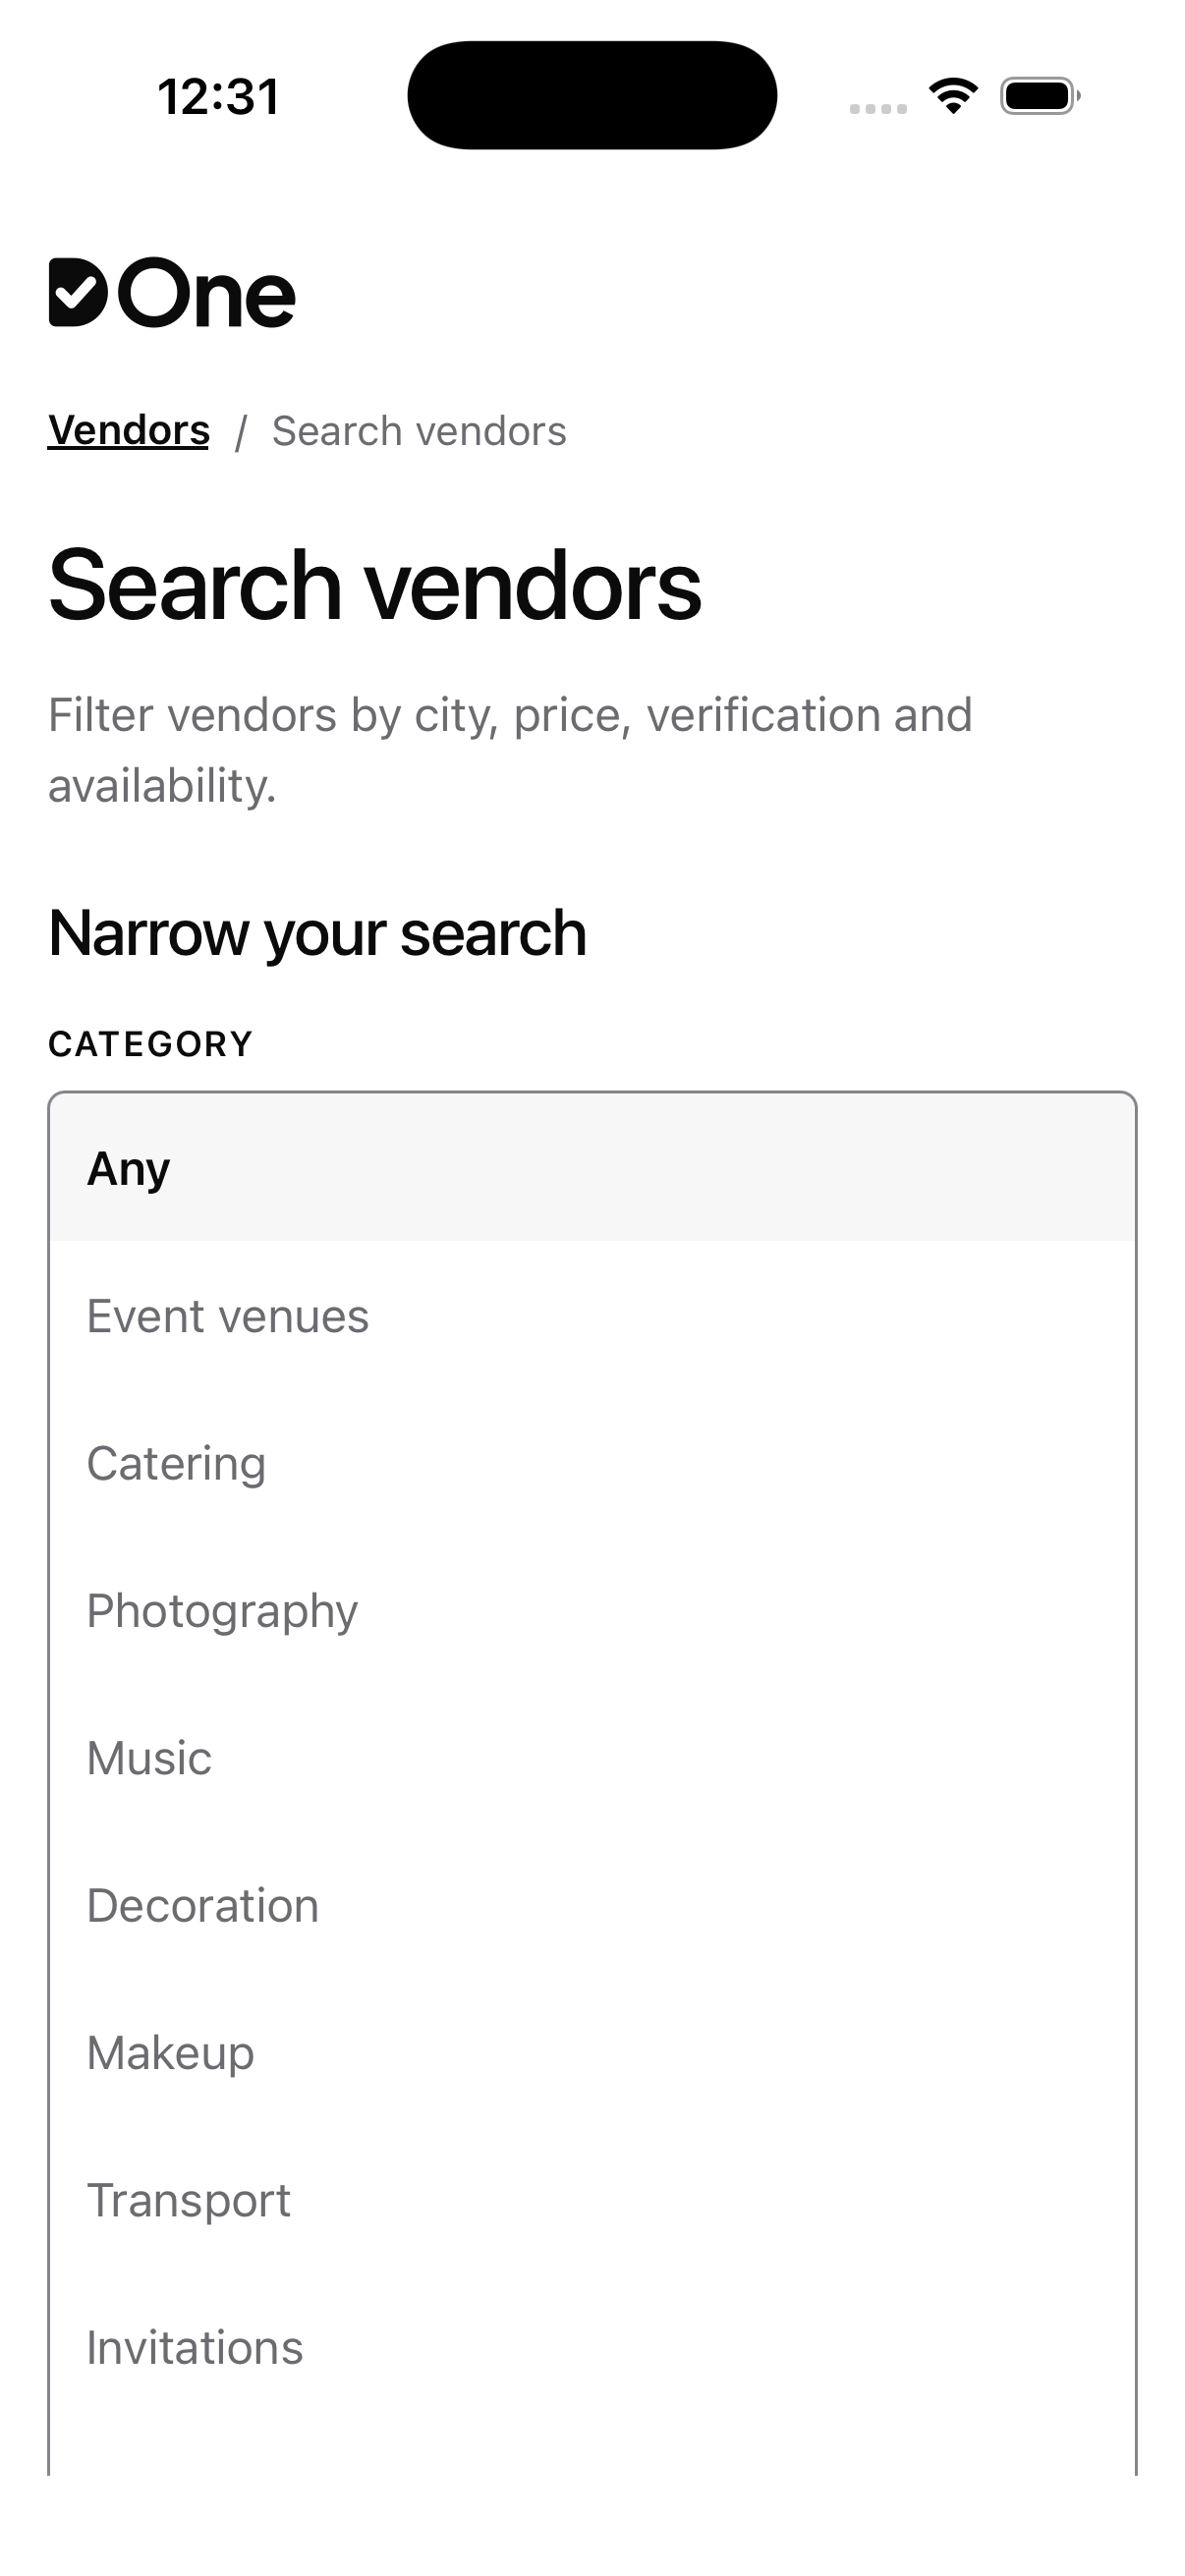 12:31
One
Vendors / Search vendors
Search vendors
Filter vendors by city, price, verification and
availability.
Narrow your search
CATEGORY
Any
Event venues
Catering
Photography
Music
Decoration
Makeup
Transport
Invitations